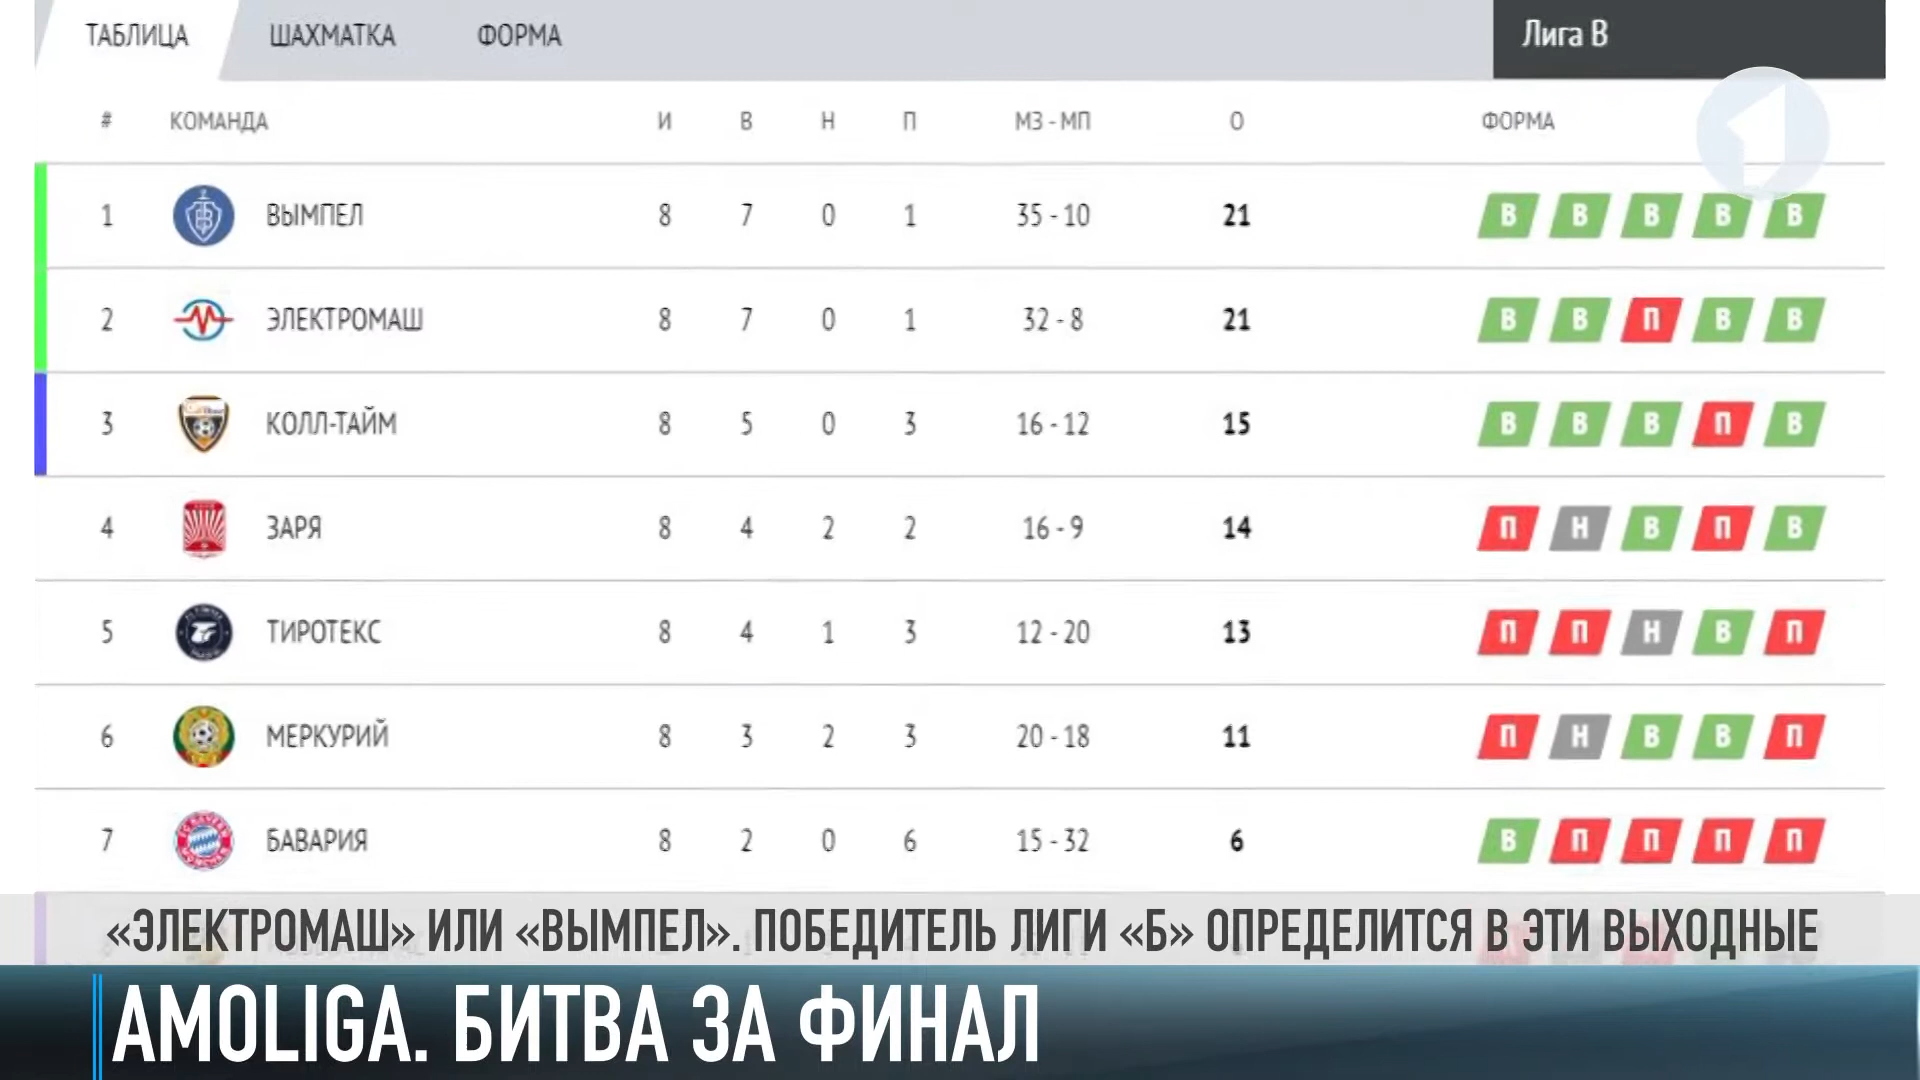 ТАБЛИЦА ШАХМАТКА ФОРМА Лига В
# КОМАНДА И В Н П МЗ - МП О ФОРМА
1 ВЫМПЕЛ 8 7 0 1 35 - 10 21 В В В В В
2 ЭЛЕКТРОМАШ 8 7 0 1 32 - 8 21 В В П В В
3 КОЛЛ-ТАЙМ 8 5 0 3 16 - 12 15 В В В П В
4 ЗАРЯ 8 4 2 2 16 - 9 14 П Н В П В
5 ТИРОТЕКС 8 4 1 3 12 - 20 13 П П Н В П
6 МЕРКУРИЙ 8 3 2 3 20 - 18 11 П Н В В П
7 БАВАРИЯ 8 2 0 6 15 - 32 6 В П П П П
«ЭЛЕКТРОМАШ» ИЛИ «ВЫМПЕЛ». ПОБЕДИТЕЛЬ ЛИГИ «Б» ОПРЕДЕЛИТСЯ В ЭТИ ВЫХОДНЫЕ
AMOLIGA. БИТВА ЗА ФИНАЛ